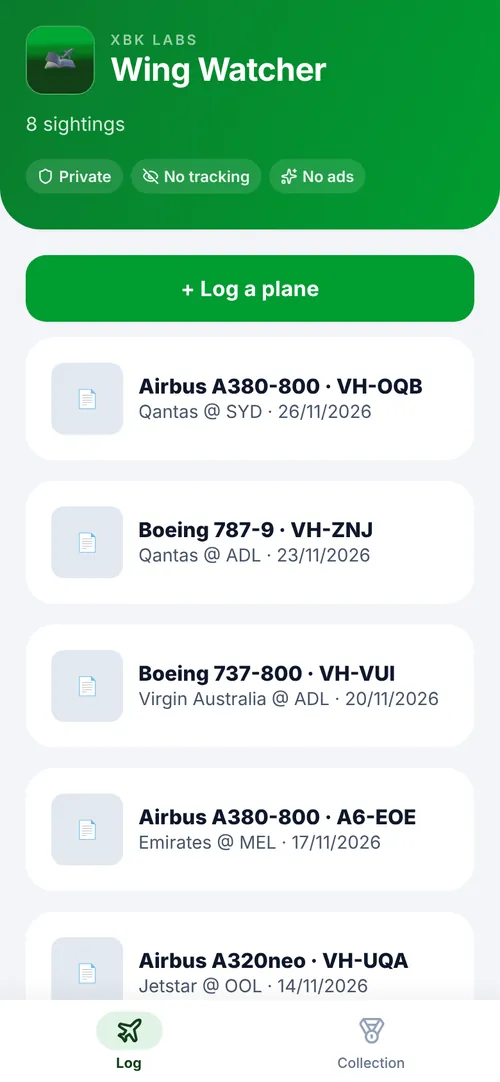 XBK LABS
Wing Watcher
8 sightings
Private
No tracking
No ads
+ Log a plane
Airbus A380-800 · VH-OQB
Qantas @ SYD · 26/11/2026
Boeing 787-9 · VH-ZNJ
Qantas @ ADL · 23/11/2026
Boeing 737-800 · VH-VUI
Virgin Australia @ ADL · 20/11/2026
Airbus A380-800 · A6-EOE
Emirates @ MEL · 17/11/2026
Airbus A320neo · VH-UQA
Jetstar @ OOL · 14/11/2026
Log
Collection